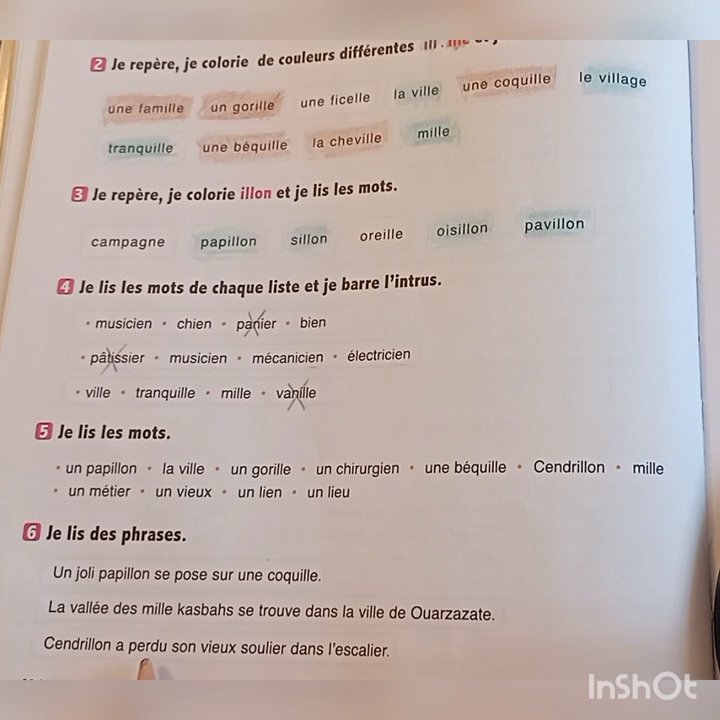 2 Je repère, je colorie de couleurs différentes ill .
une famille un gorille une ficelle la ville une coquille le village
tranquille une béquille la cheville mille
3 Je repère, je colorie illon et je lis les mots.
campagne papillon sillon oreille oisillon pavillon
4 Je lis les mots de chaque liste et je barre l'intrus.
• musicien • chien • panier • bien
• pâtissier • musicien • mécanicien • électricien
• ville • tranquille • mille • vanille
5 Je lis les mots.
• un papillon • la ville • un gorille • un chirurgien • une béquille • Cendrillon • mille
• un métier • un vieux • un lien • un lieu
6 Je lis des phrases.
Un joli papillon se pose sur une coquille.
La vallée des mille kasbahs se trouve dans la ville de Ouarzazate.
Cendrillon a perdu son vieux soulier dans l'escalier.
InShOt